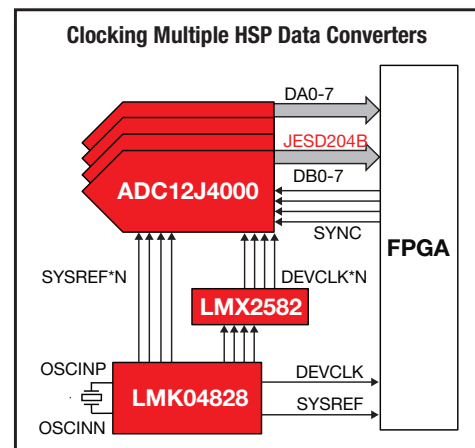 Clocking Multiple HSP Data Converters
DA0-7
JESD204B
ADC12J4000
DB0-7
SYNC
FPGA
SYSREF*N
DEVCLK*N
LMX2582
OSCINP
DEVCLK
LMK04828
SYSREF
OSCINN